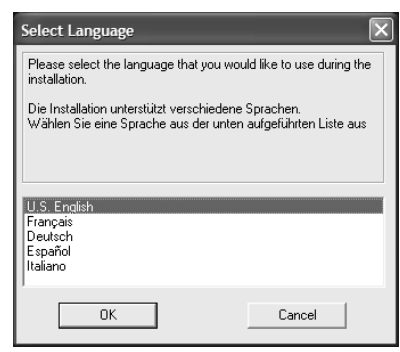 Select Language
Please select the language that you would like to use during the
installation.
Die Installation unterstützt verschiedene Sprachen.
Wählen Sie eine Sprache aus der unten aufgeführten Liste aus
U.S. English
Français
Deutsch
Español
Italiano
OK
Cancel